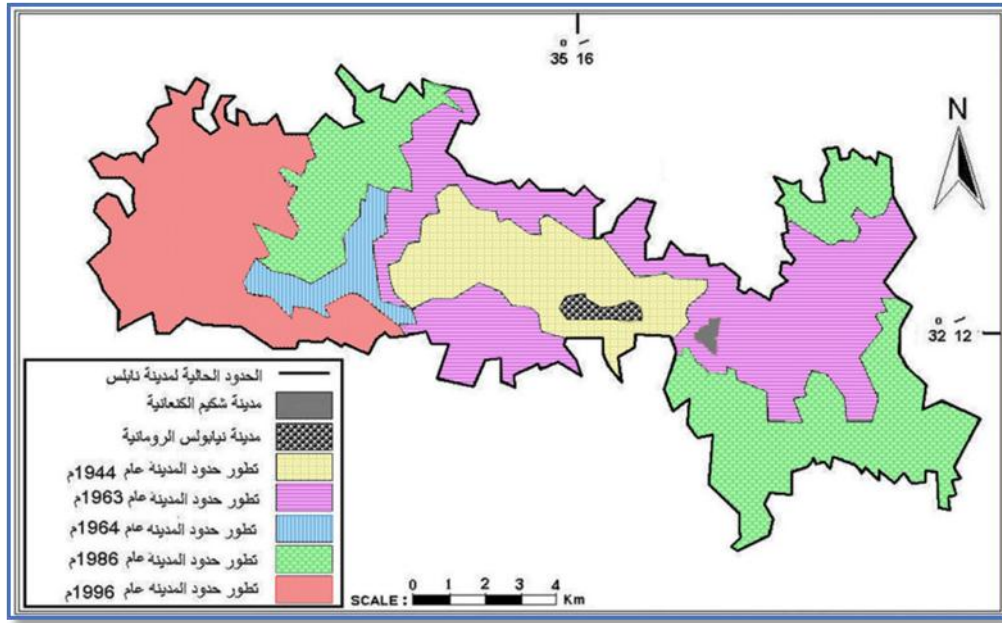 o /
35 16
N
o /
32 12
الحدود الحالية لمدينة نابلس
مدينة شكيم الكنعانية
مدينة نيابولس الرومانية
تطور حدود المدينة عام 1944م
تطور حدود المدينة عام 1963م
تطور حدود المدينة عام 1964م
تطور حدود المدينة عام 1986م
تطور حدود المدينة عام 1996م
0 1 2 3 4
SCALE : Km